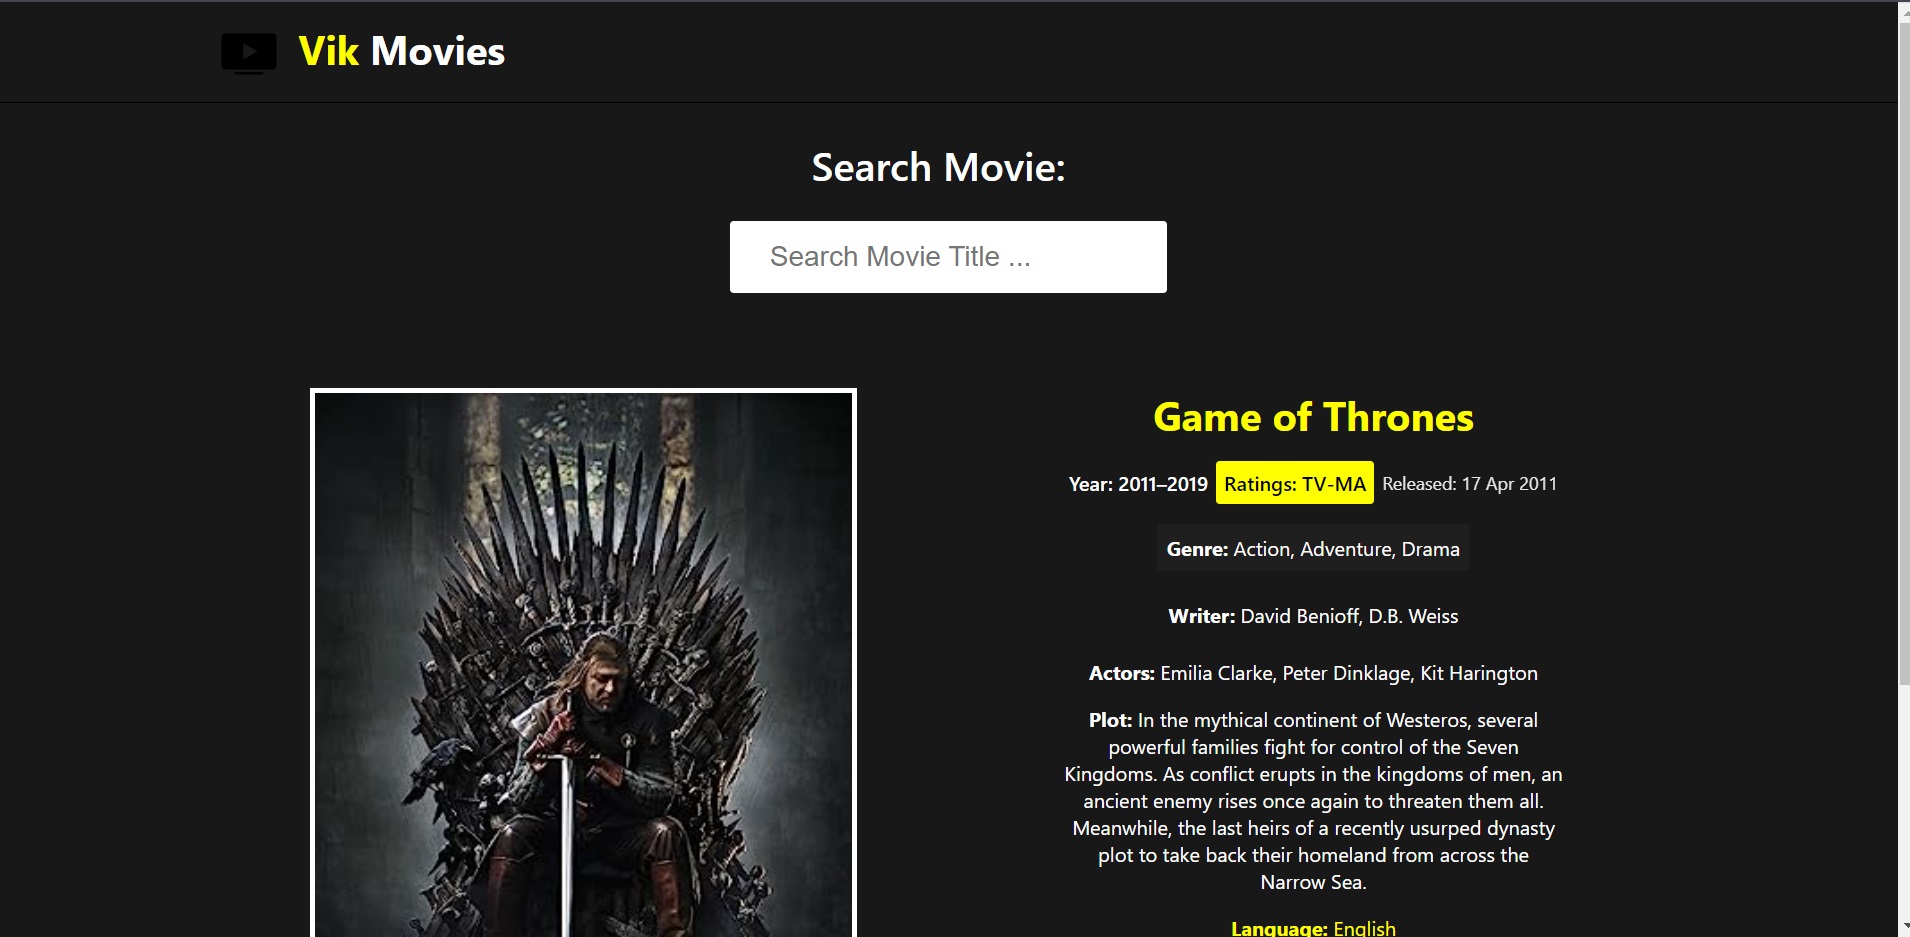 Vik Movies
Search Movie:
Search Movie Title ...
Game of Thrones
Year: 2011–2019 Ratings: TV-MA Released: 17 Apr 2011
Genre: Action, Adventure, Drama
Writer: David Benioff, D.B. Weiss
Actors: Emilia Clarke, Peter Dinklage, Kit Harington
Plot: In the mythical continent of Westeros, several
powerful families fight for control of the Seven
Kingdoms. As conflict erupts in the kingdoms of men, an
ancient enemy rises once again to threaten them all.
Meanwhile, the last heirs of a recently usurped dynasty
plot to take back their homeland from across the
Narrow Sea.
Language: English